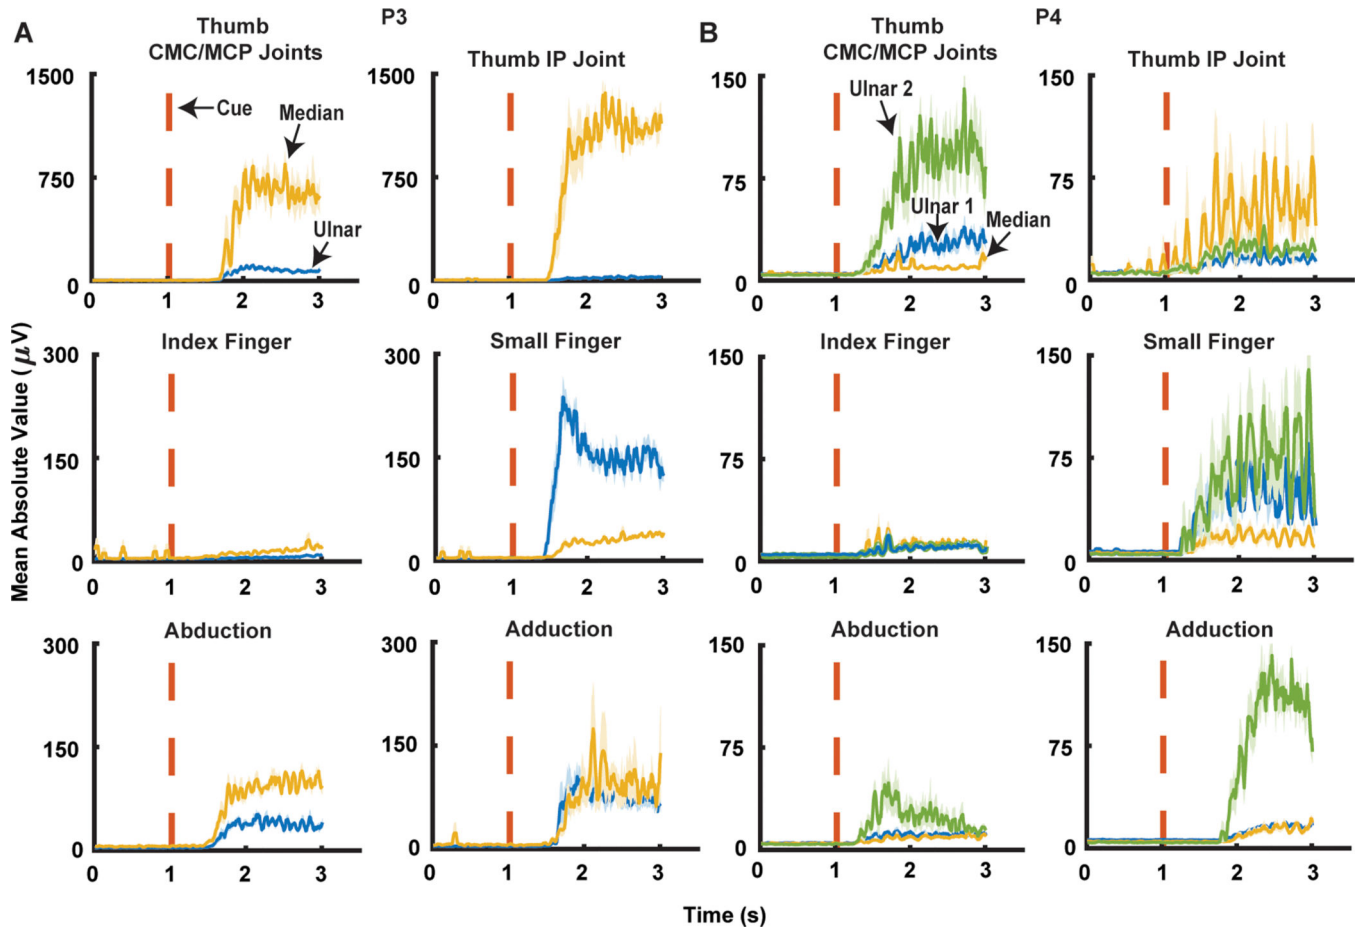 A
P3
Thumb
CMC/MCP Joints
Thumb IP Joint
B
P4
Thumb
CMC/MCP Joints
Thumb IP Joint
1500
750
0
Cue
Median
Ulnar
0 1 2 3
1500
750
0
0 1 2 3
150
75
0
Ulnar 2
Ulnar 1
Median
0 1 2 3
150
75
0
0 1 2 3
Mean Absolute Value (μV)
Index Finger
300
150
0
0 1 2 3
Small Finger
300
150
0
0 1 2 3
Index Finger
150
75
0
0 1 2 3
Small Finger
150
75
0
0 1 2 3
Abduction
300
150
0
0 1 2 3
Adduction
300
150
0
0 1 2 3
Abduction
150
75
0
0 1 2 3
Adduction
150
75
0
0 1 2 3
Time (s)